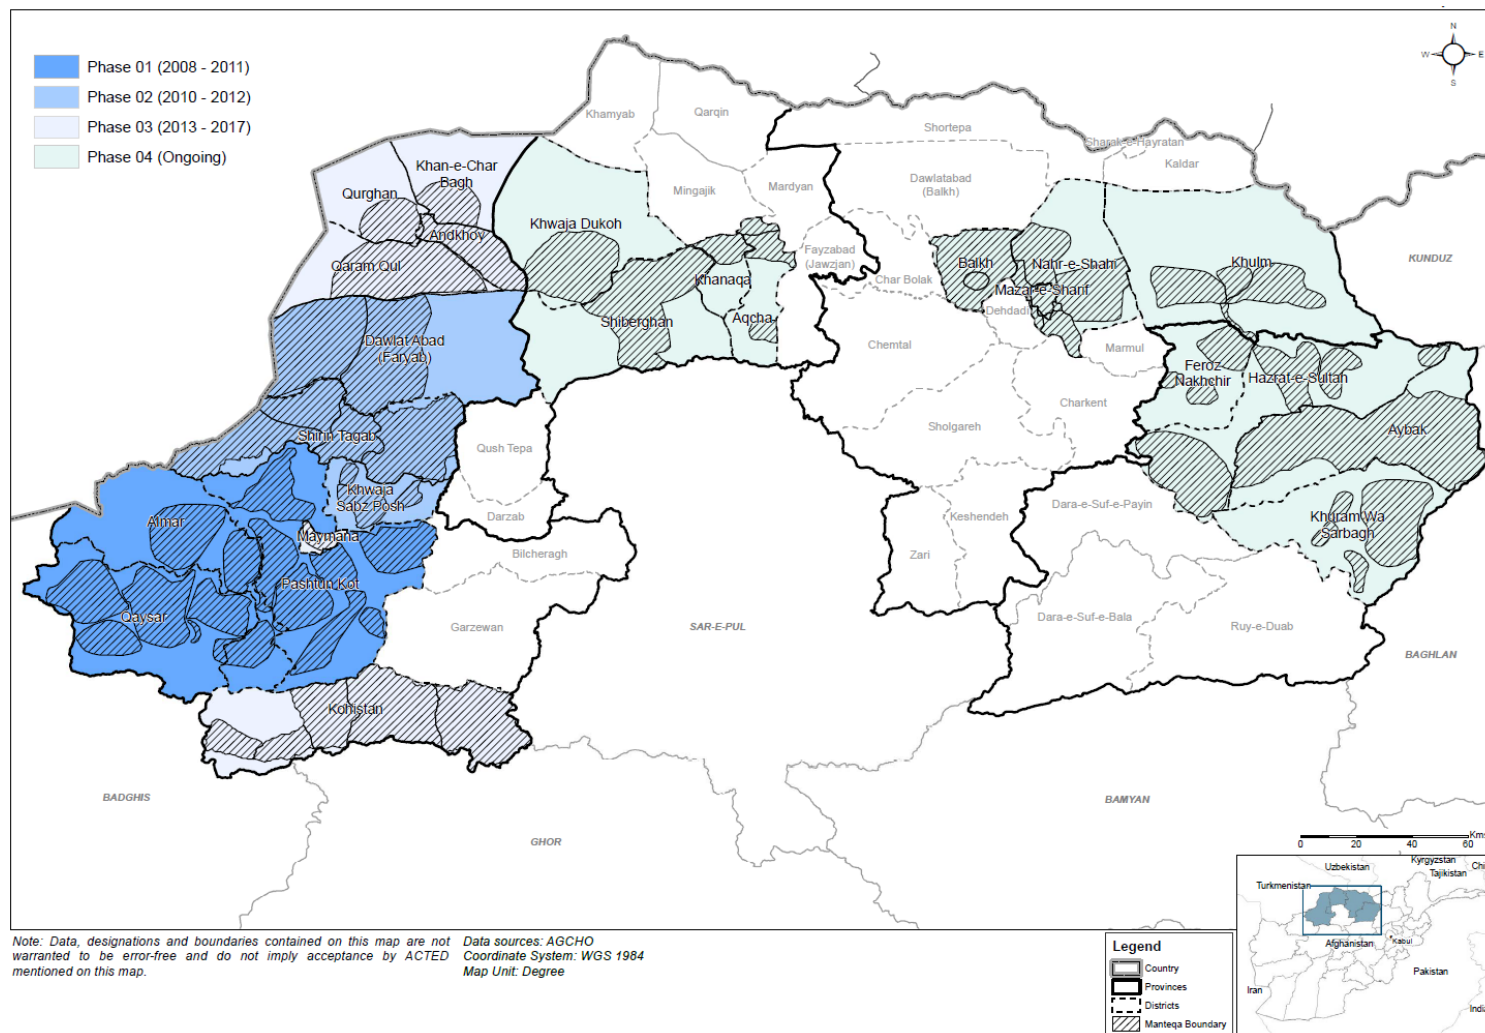 Phase 01 (2008 - 2011)
Phase 02 (2010 - 2012)
Phase 03 (2013 - 2017)
Phase 04 (Ongoing)
N
W
E
S
Khamyab
Qarqin
Shortepa
Sharak-e-Hayratan
Kaldar
Khan-e-Char
Bagh
Qurghan
Andkhoy
Qaram Qul
Khwaja Dukoh
Mingajik
Mardyan
Dawlatabad
(Balkh)
Fayzabad
(Jawzjan)
Khanaqa
Shiberghan
Aqcha
Balkh
Char Bolak
Nahr-e-Shahi
Mazar-e-Sharif
Dehdadi
Khulm
KUNDUZ
Chemtal
Marmul
Feroz
Nakhchir
Hazrat-e-Sultan
Charkent
Sholgareh
Aybak
Dawlat Abad
(Faryab)
Shirin Tagab
Qush Tepa
Khwaja
Sabz Posh
Darzab
Almar
Maymana
Bilcheragh
Pashtun Kot
Qaysar
Garzewan
SAR-E-PUL
Keshendeh
Zari
Dara-e-Suf-e-Payin
Khuram Wa
Sarbagh
Dara-e-Suf-e-Bala
Ruy-e-Duab
BAGHLAN
Kohistan
BADGHIS
GHOR
BAMYAN
Kms
0 20 40 60
Uzbekistan
Kyrgyzstan
Chi
Tajikistan
Turkmenistan
Afghanistan
Kabul
Pakistan
Iran
India
Legend
Country
Provinces
Districts
Manteqa Boundary
Note: Data, designations and boundaries contained on this map are not
warranted to be error-free and do not imply acceptance by ACTED
mentioned on this map.
Data sources: AGCHO
Coordinate System: WGS 1984
Map Unit: Degree